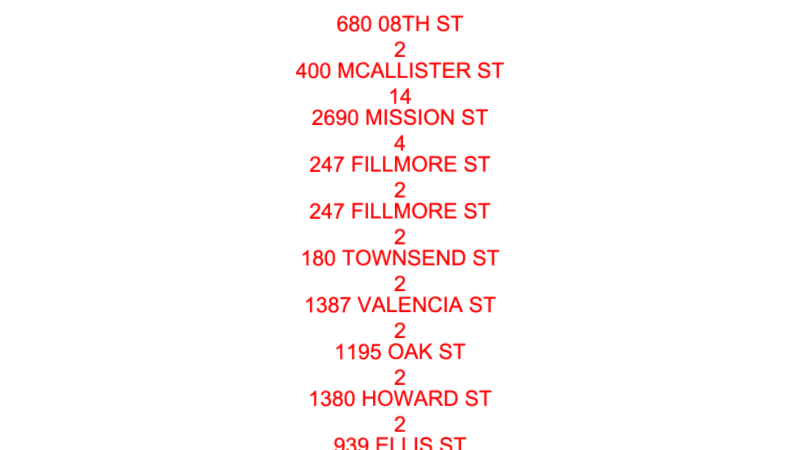 680 08TH ST
2
400 MCALLISTER ST
14
2690 MISSION ST
4
247 FILLMORE ST
2
247 FILLMORE ST
2
180 TOWNSEND ST
2
1387 VALENCIA ST
2
1195 OAK ST
2
1380 HOWARD ST
2
939 ELLIS ST